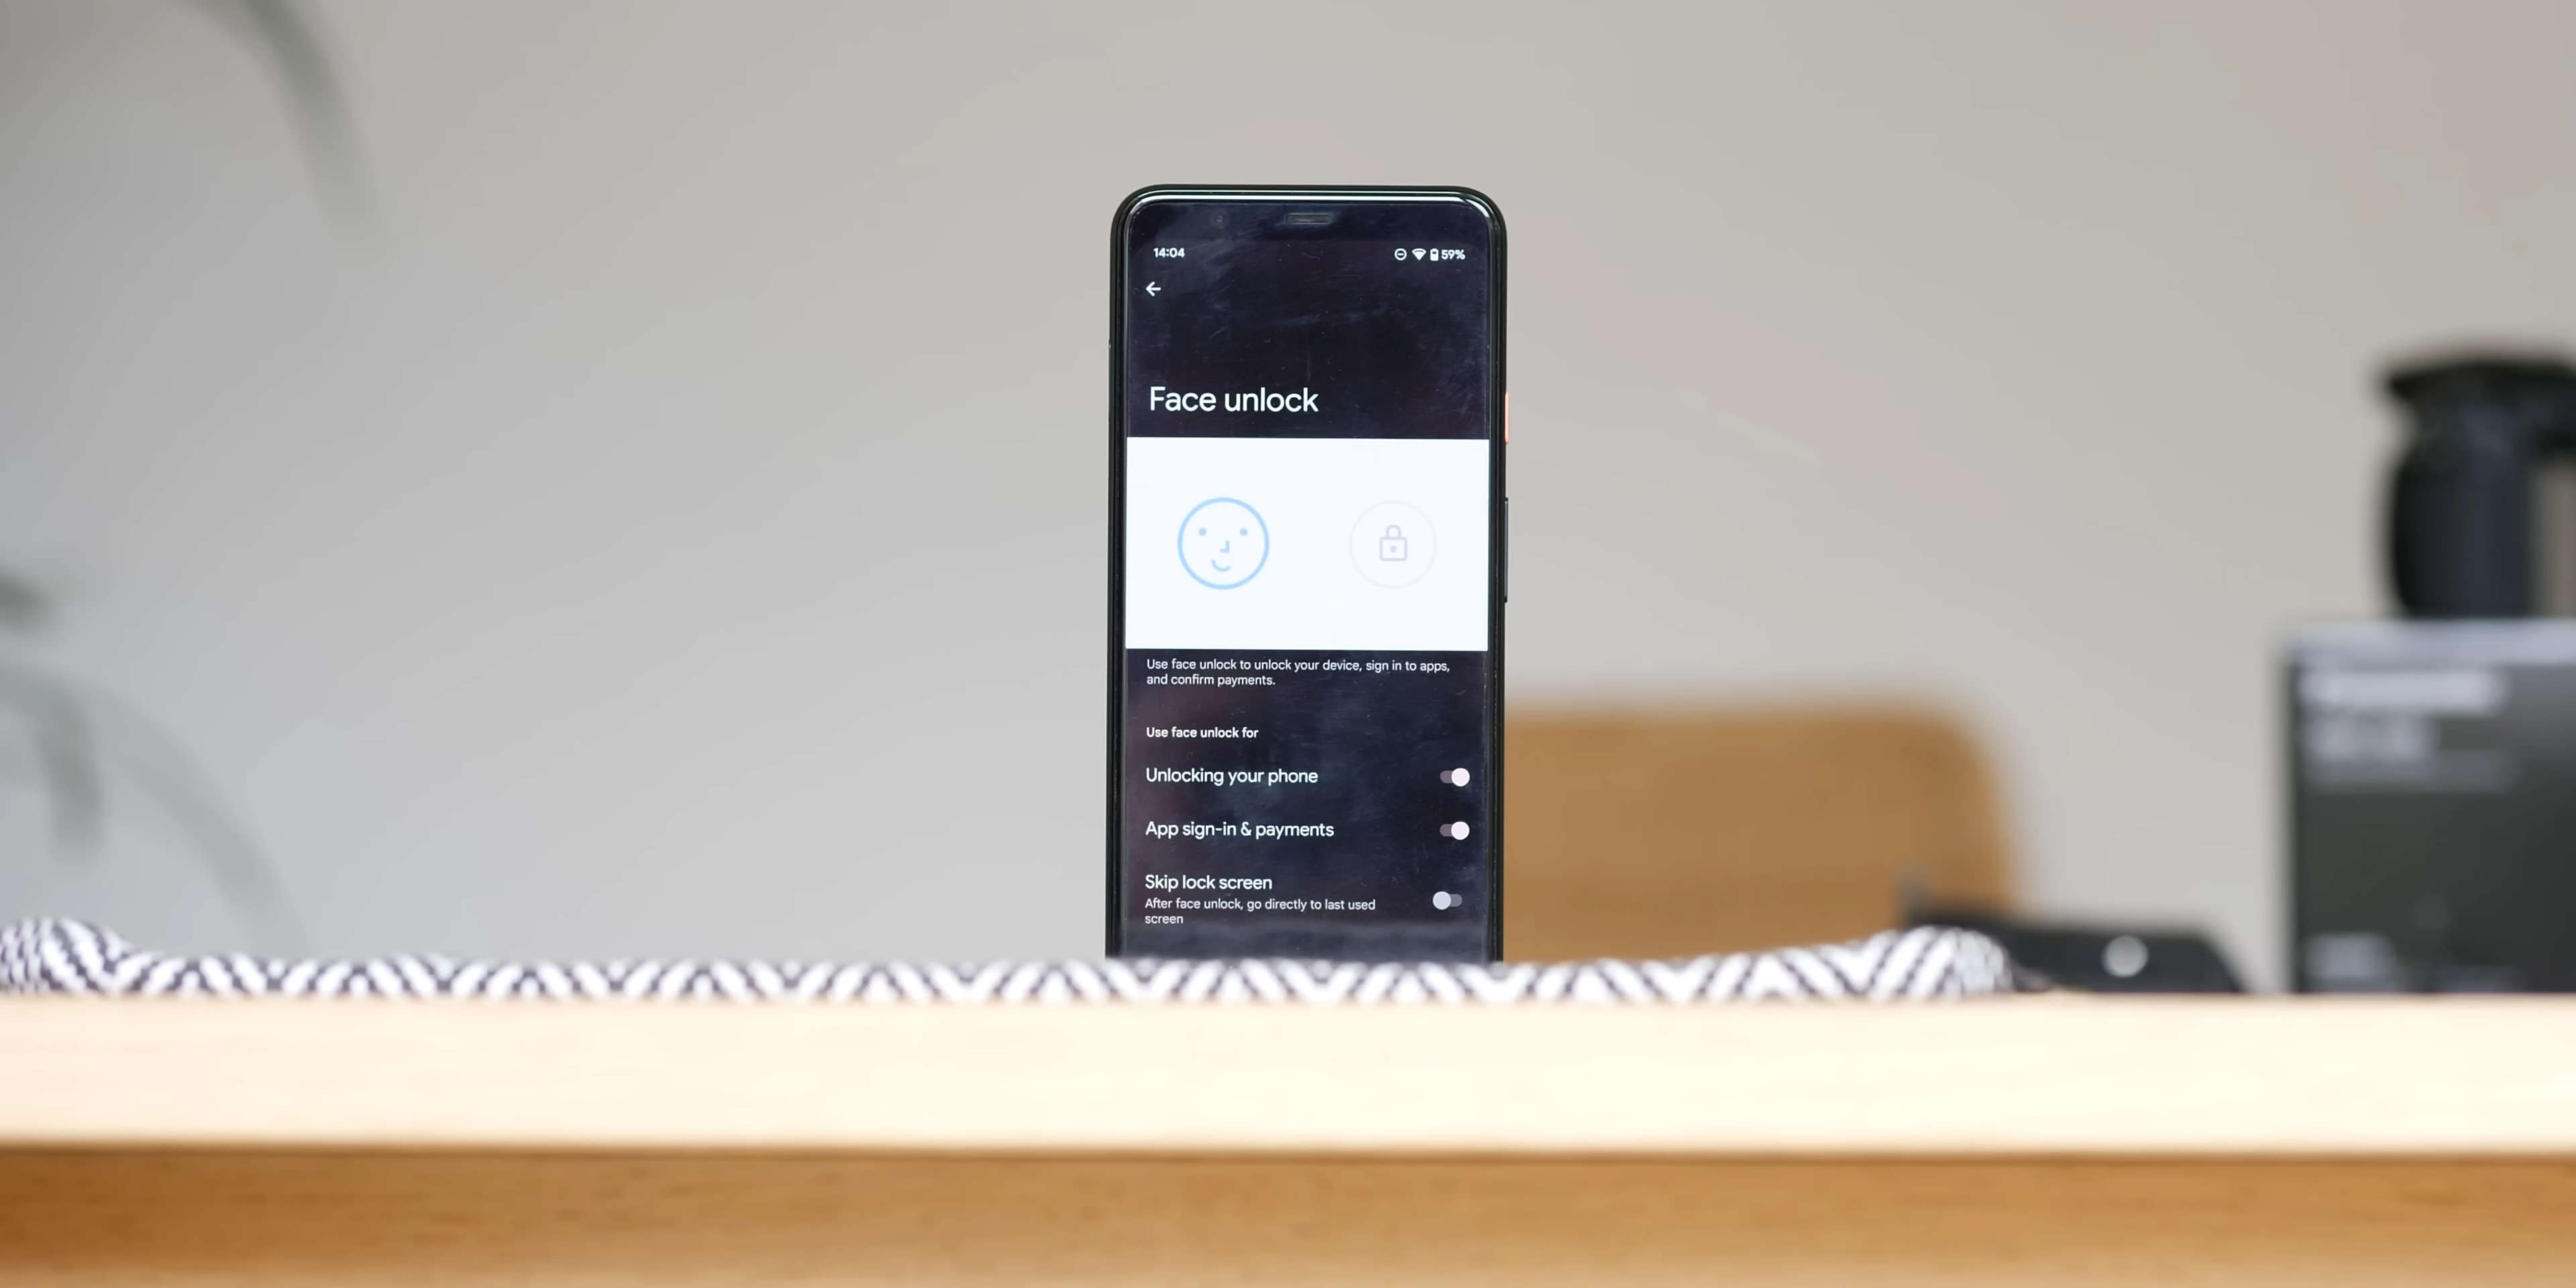 14:04
59%
Face unlock
Use face unlock to unlock your device, sign in to apps,
and confirm payments.
Use face unlock for
Unlocking your phone
App sign-in & payments
Skip lock screen
After face unlock, go directly to last used
screen